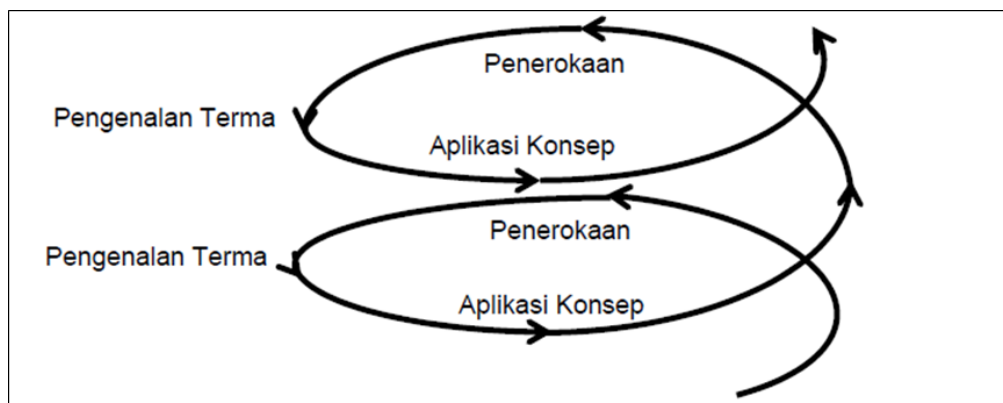 Penerokaan
Pengenalan Terma
Aplikasi Konsep
Penerokaan
Pengenalan Terma
Aplikasi Konsep